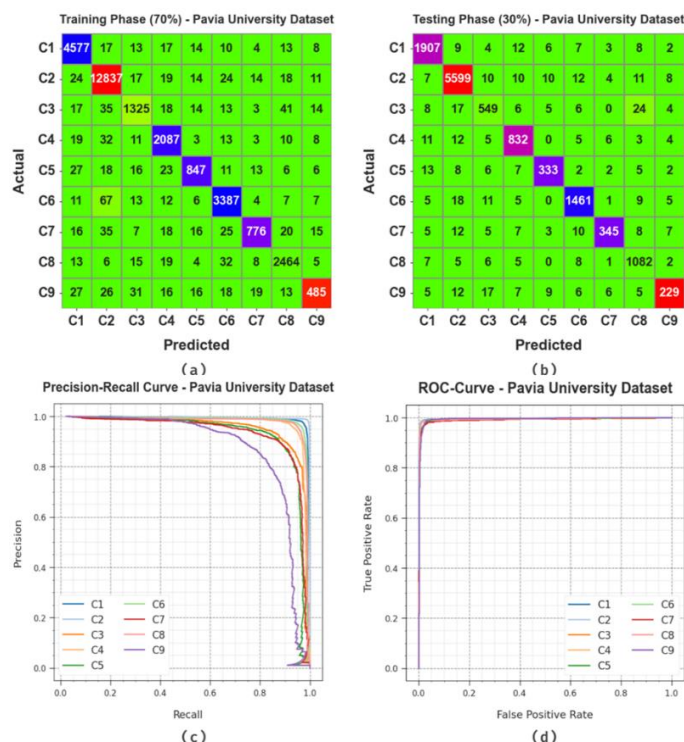 Training Phase (70%) - Pavia University Dataset
C1 4577 17 13 17 14 10 4 13 8
C2 24 12837 17 19 14 24 14 18 11
C3 17 35 1325 18 14 13 3 41 14
C4 19 32 11 2087 3 13 3 10 8
C5 27 18 16 23 847 11 13 6 6
C6 11 67 13 12 6 3387 4 7 7
C7 16 35 7 18 16 25 776 20 15
C8 13 6 15 19 4 32 8 2464 5
C9 27 26 31 16 16 18 19 13 485
C1 C2 C3 C4 C5 C6 C7 C8 C9
Actual
Predicted
(a)
Testing Phase (30%) - Pavia University Dataset
C1 1907 9 4 12 6 7 3 8 2
C2 7 5599 10 10 10 12 4 11 8
C3 8 17 549 6 5 6 0 24 4
C4 11 12 5 832 0 5 6 3 4
C5 13 8 6 7 333 2 2 5 2
C6 5 18 11 5 0 1461 1 9 5
C7 5 12 5 7 3 10 345 8 7
C8 7 5 6 5 0 8 1 1082 2
C9 5 12 17 7 9 6 6 5 229
C1 C2 C3 C4 C5 C6 C7 C8 C9
Actual
Predicted
(b)
Precision-Recall Curve - Pavia University Dataset
1.0
0.8
0.6
0.4
0.2
0.0
Precision
C1 C6
C2 C7
C3 C8
C4 C9
C5
0.0 0.2 0.4 0.6 0.8 1.0
Recall
(c)
ROC-Curve - Pavia University Dataset
1.0
0.8
0.6
0.4
0.2
0.0
True Positive Rate
C1 C6
C2 C7
C3 C8
C4 C9
C5
0.0 0.2 0.4 0.6 0.8 1.0
False Positive Rate
(d)